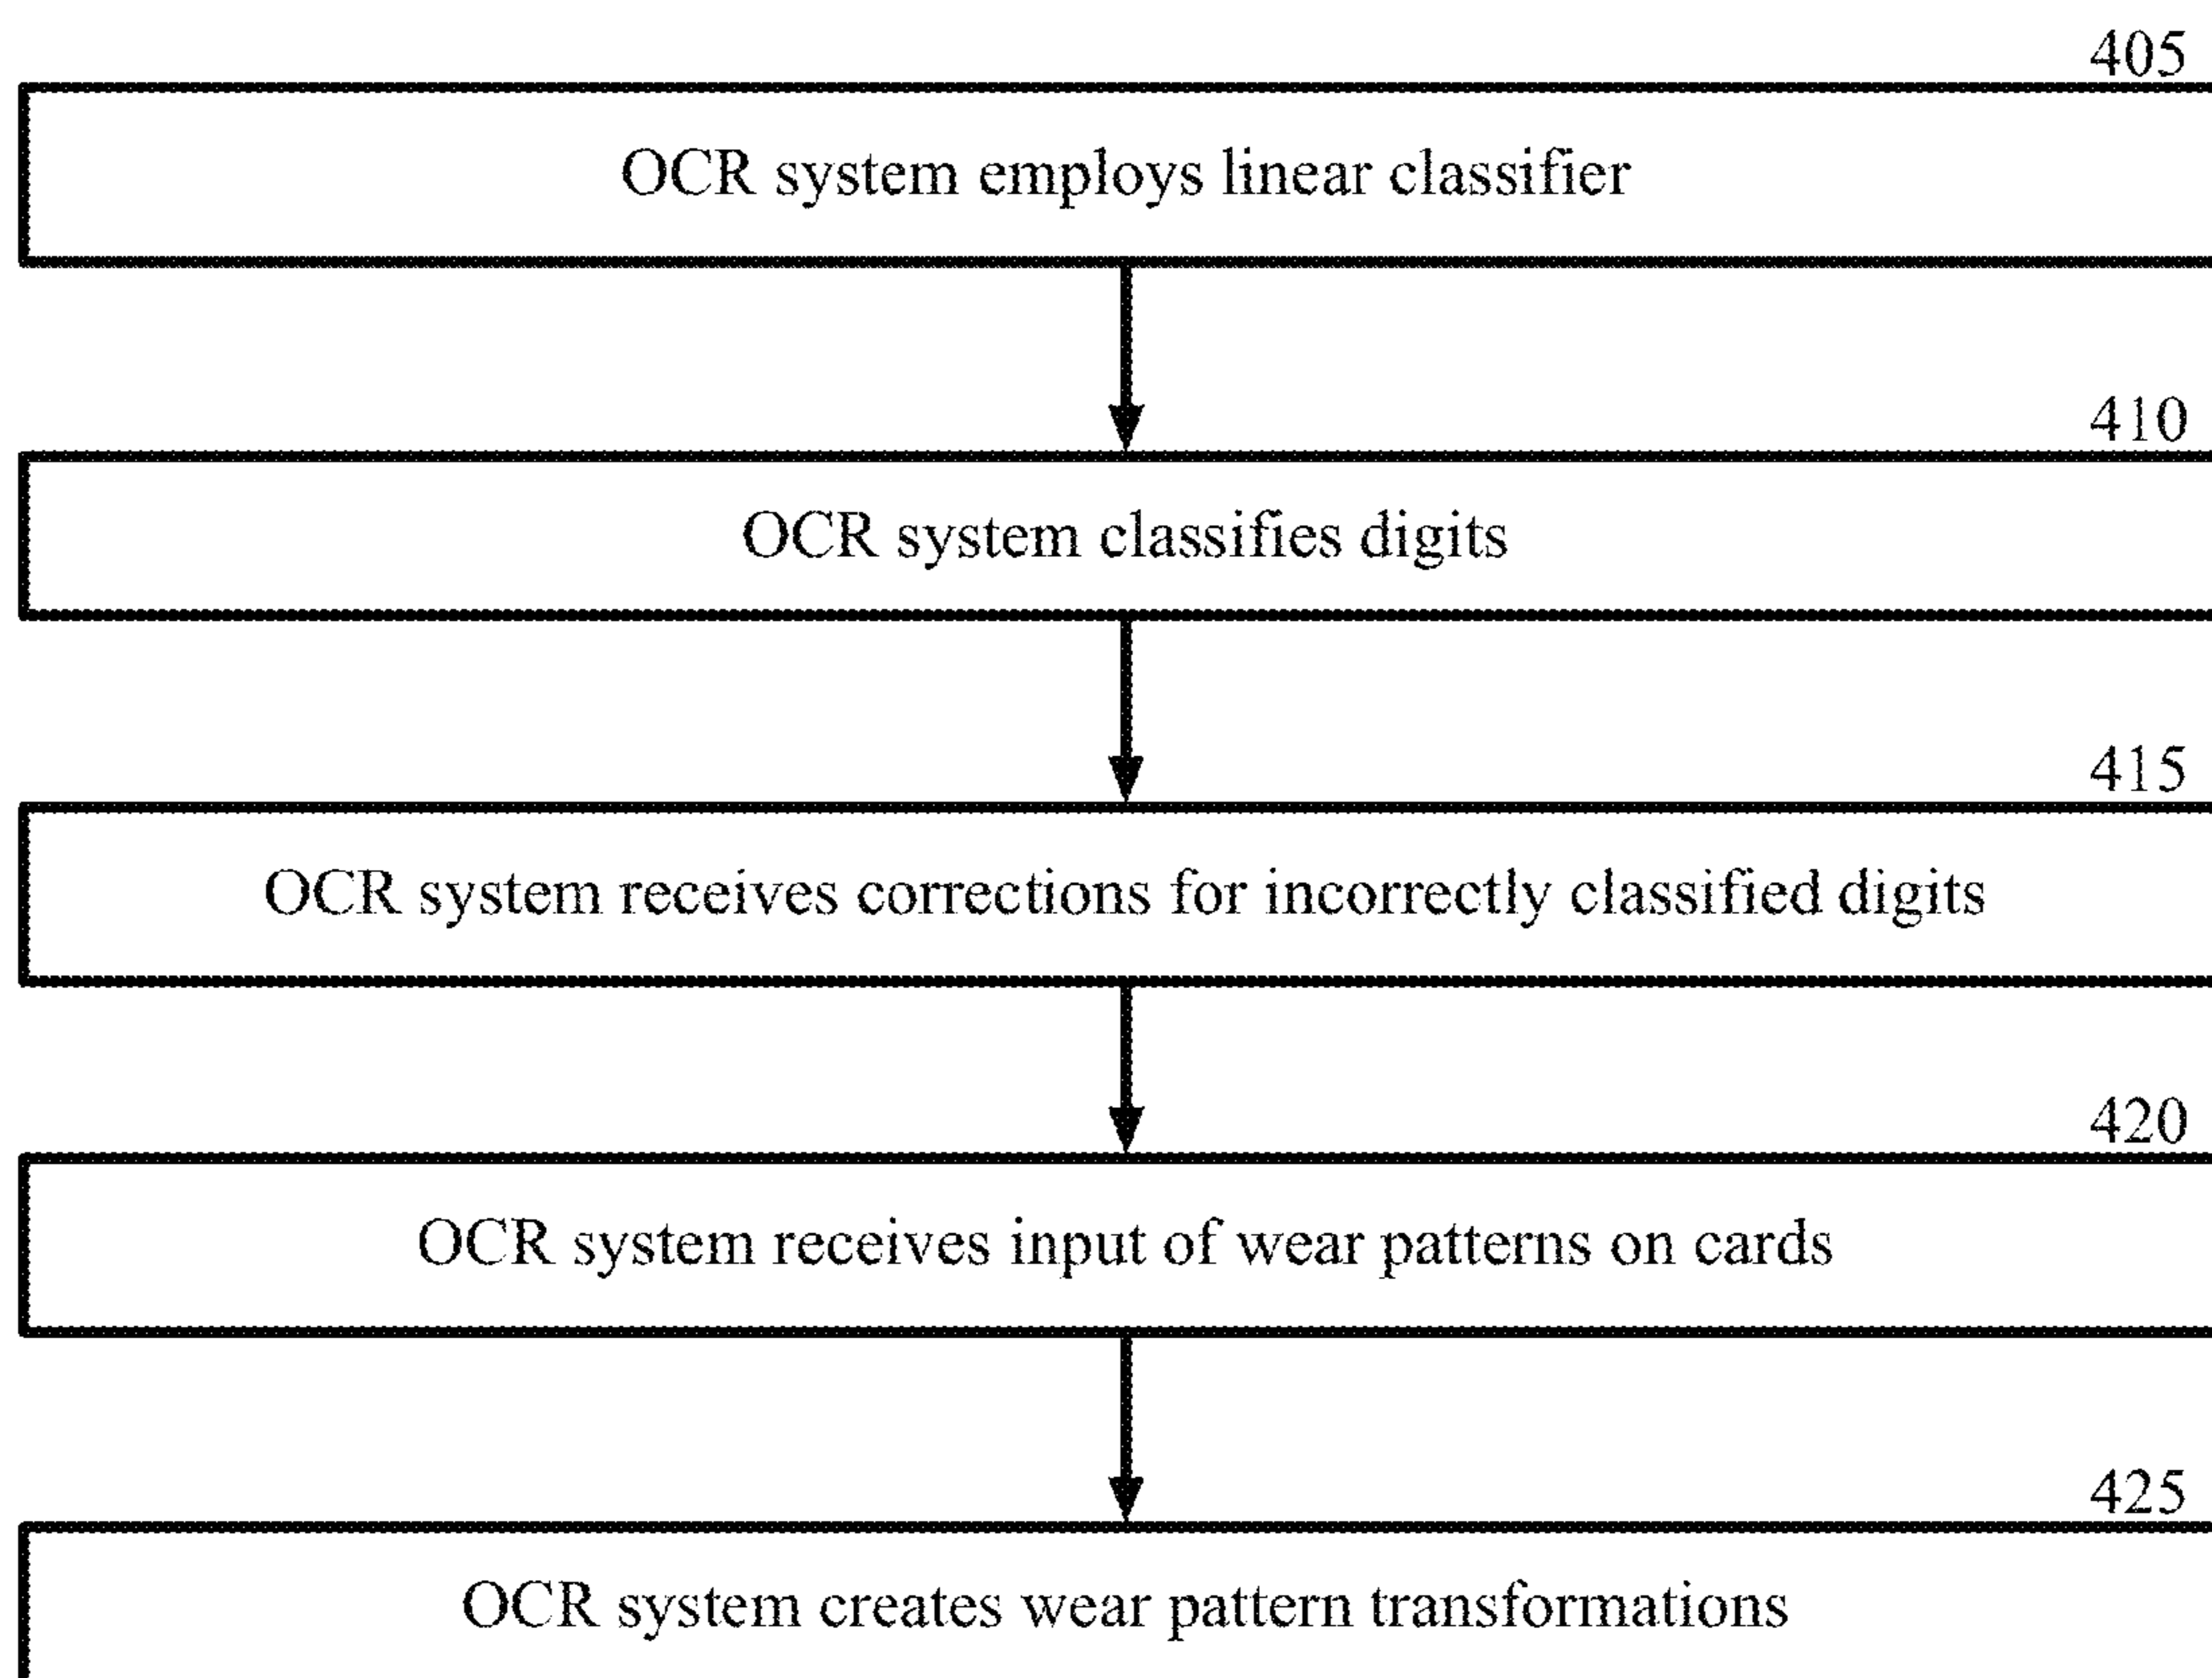 405
OCR system employs linear classifier
410
OCR system classifies digits
415
OCR system receives corrections for incorrectly classified digits
420
OCR system receives input of wear patterns on cards
425
OCR system creates wear pattern transformations